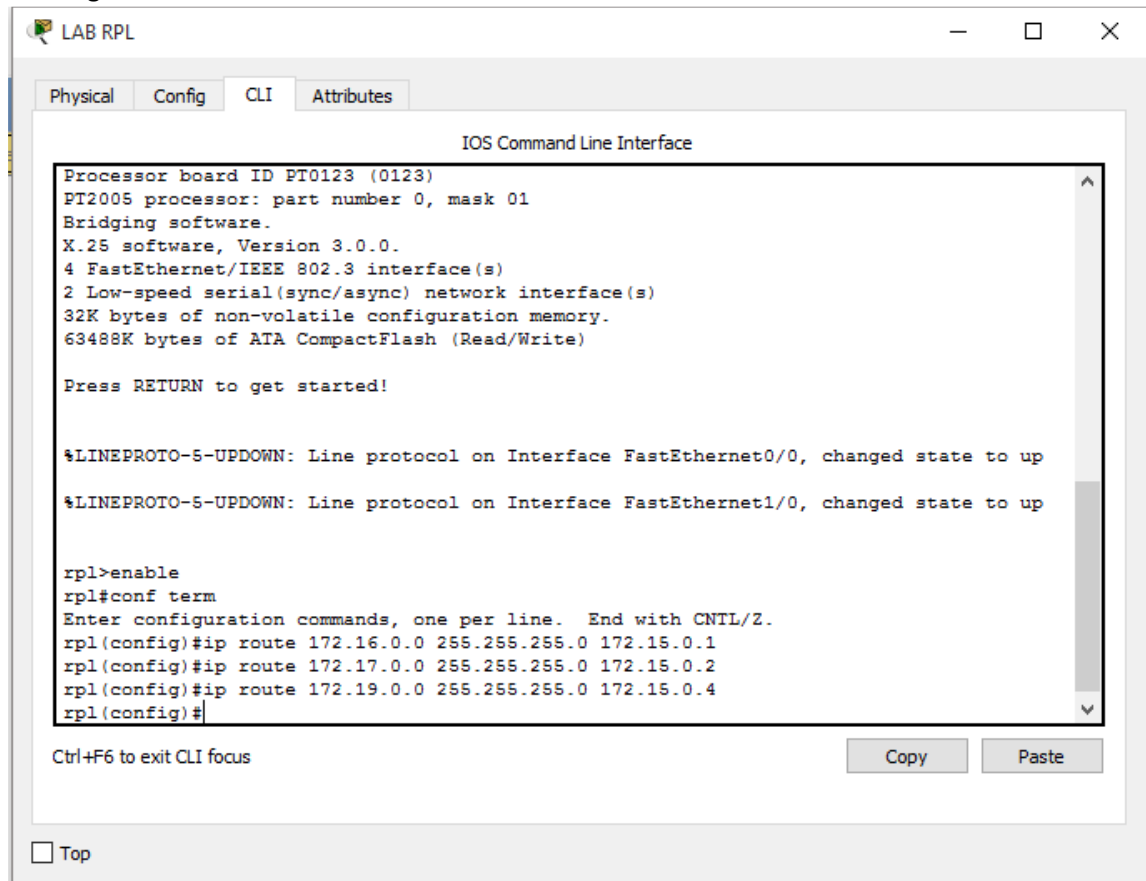 LAB RPL
Physical Config CLI Attributes
IOS Command Line Interface
Processor board ID PT0123 (0123)
PT2005 processor: part number 0, mask 01
Bridging software.
X.25 software, Version 3.0.0.
4 FastEthernet/IEEE 802.3 interface(s)
2 Low-speed serial(sync/async) network interface(s)
32K bytes of non-volatile configuration memory.
63488K bytes of ATA CompactFlash (Read/Write)
Press RETURN to get started!
%LINEPROTO-5-UPDOWN: Line protocol on Interface FastEthernet0/0, changed state to up
%LINEPROTO-5-UPDOWN: Line protocol on Interface FastEthernet1/0, changed state to up
rpl>enable
rpl#conf term
Enter configuration commands, one per line.  End with CNTL/Z.
rpl(config)#ip route 172.16.0.0 255.255.255.0 172.15.0.1
rpl(config)#ip route 172.17.0.0 255.255.255.0 172.15.0.2
rpl(config)#ip route 172.19.0.0 255.255.255.0 172.15.0.4
rpl(config)#
Ctrl+F6 to exit CLI focus
Copy Paste
Top